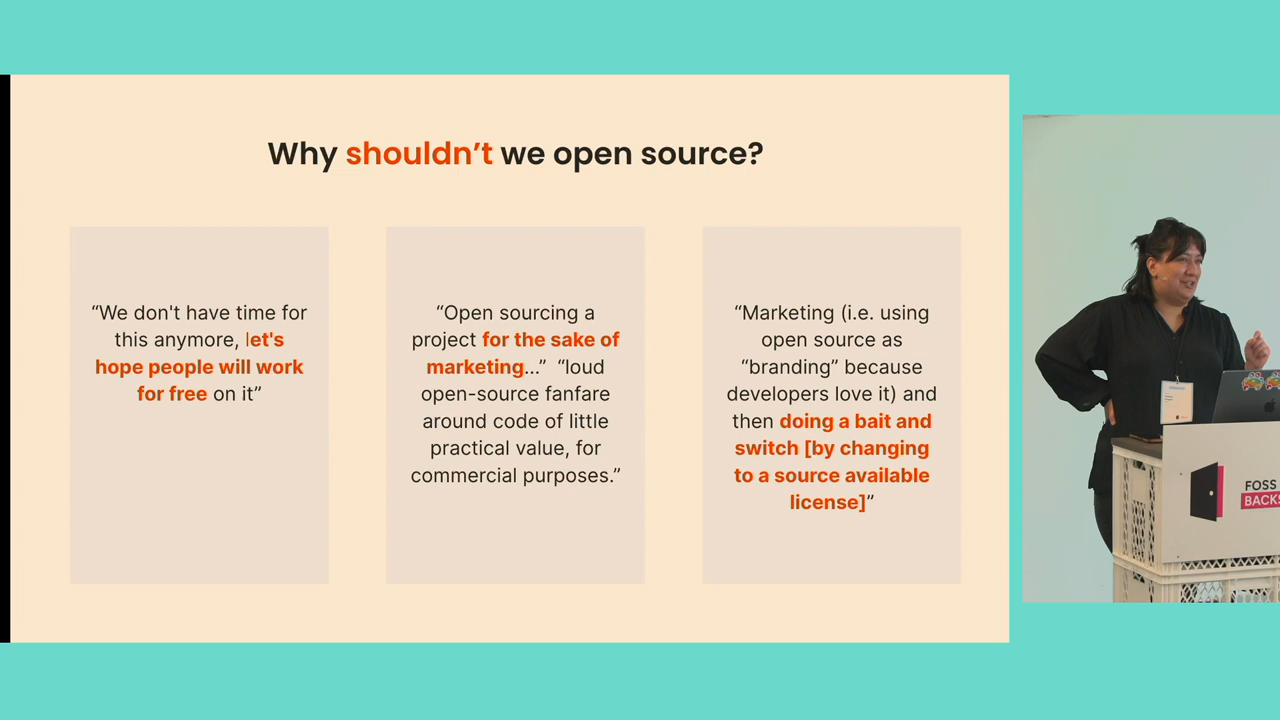 Why shouldn’t we open source?
“We don't have time for
this anymore, let's
hope people will work
for free on it”
“Open sourcing a
project for the sake of
marketing...” “loud
open-source fanfare
around code of little
practical value, for
commercial purposes.”
“Marketing (i.e. using
open source as
“branding” because
developers love it) and
then doing a bait and
switch [by changing
to a source available
license]”
FOSS
BACKS